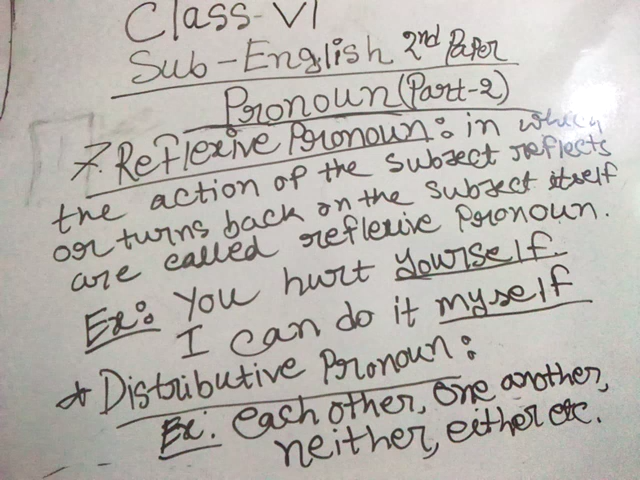 Class-VI
Sub-English 2nd Paper
Pronoun (Part-2)
7. Reflexive Pronoun: in which
the action of the subject reflects
or turns back on the subject itself
are called reflexive Pronoun.
Ex: You hurt yourself.
I can do it myself
* Distributive Pronoun:
Ex: each other, one another,
neither, either etc.